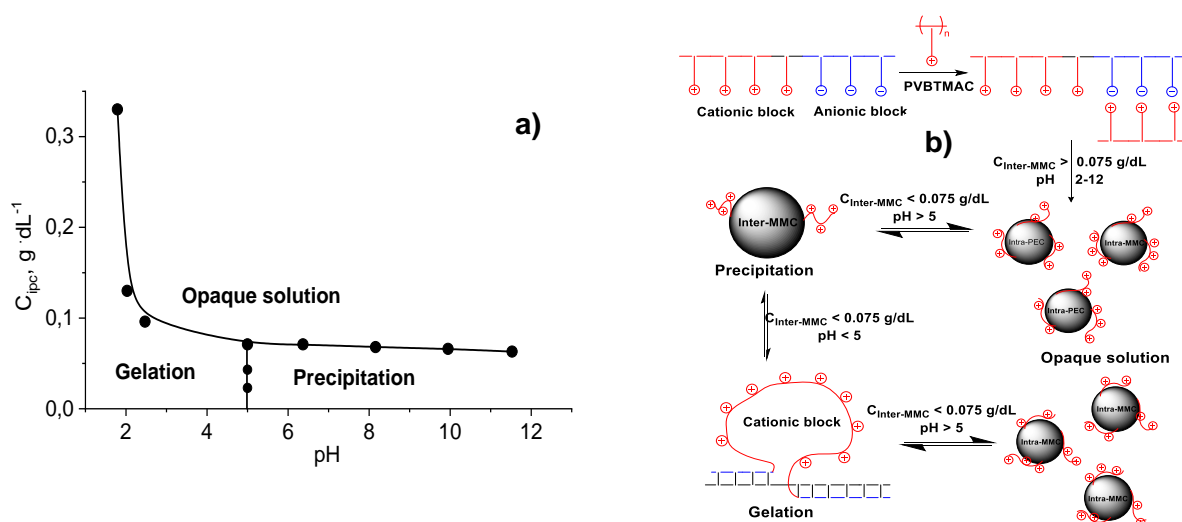 a)
0,3
0,2
0,1
0,0
C_ipc, g·dL⁻¹
Opaque solution
Gelation
Precipitation
2 4 6 8 10 12
pH
b)
( )n
+
PVBTMAC
+ + + + - - -
Cationic block Anionic block
+ + + + - - -
+ + +
C_Inter-MMC > 0.075 g/dL
pH 2-12
C_Inter-MMC < 0.075 g/dL
pH > 5
Inter-MMC
Precipitation
Intra-PEC
Intra-MMC
Intra-PEC
Opaque solution
C_Inter-MMC < 0.075 g/dL
pH < 5
Cationic block
Gelation
C_Inter-MMC < 0.075 g/dL
pH > 5
Intra-MMC
Intra-MMC
Intra-MMC